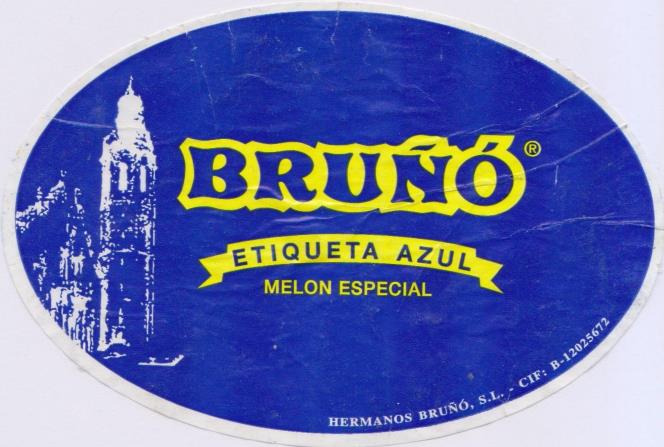 BRUÑÓ®
ETIQUETA AZUL
MELON ESPECIAL
HERMANOS BRUÑÓ, S.L. - CIF: B-12025672